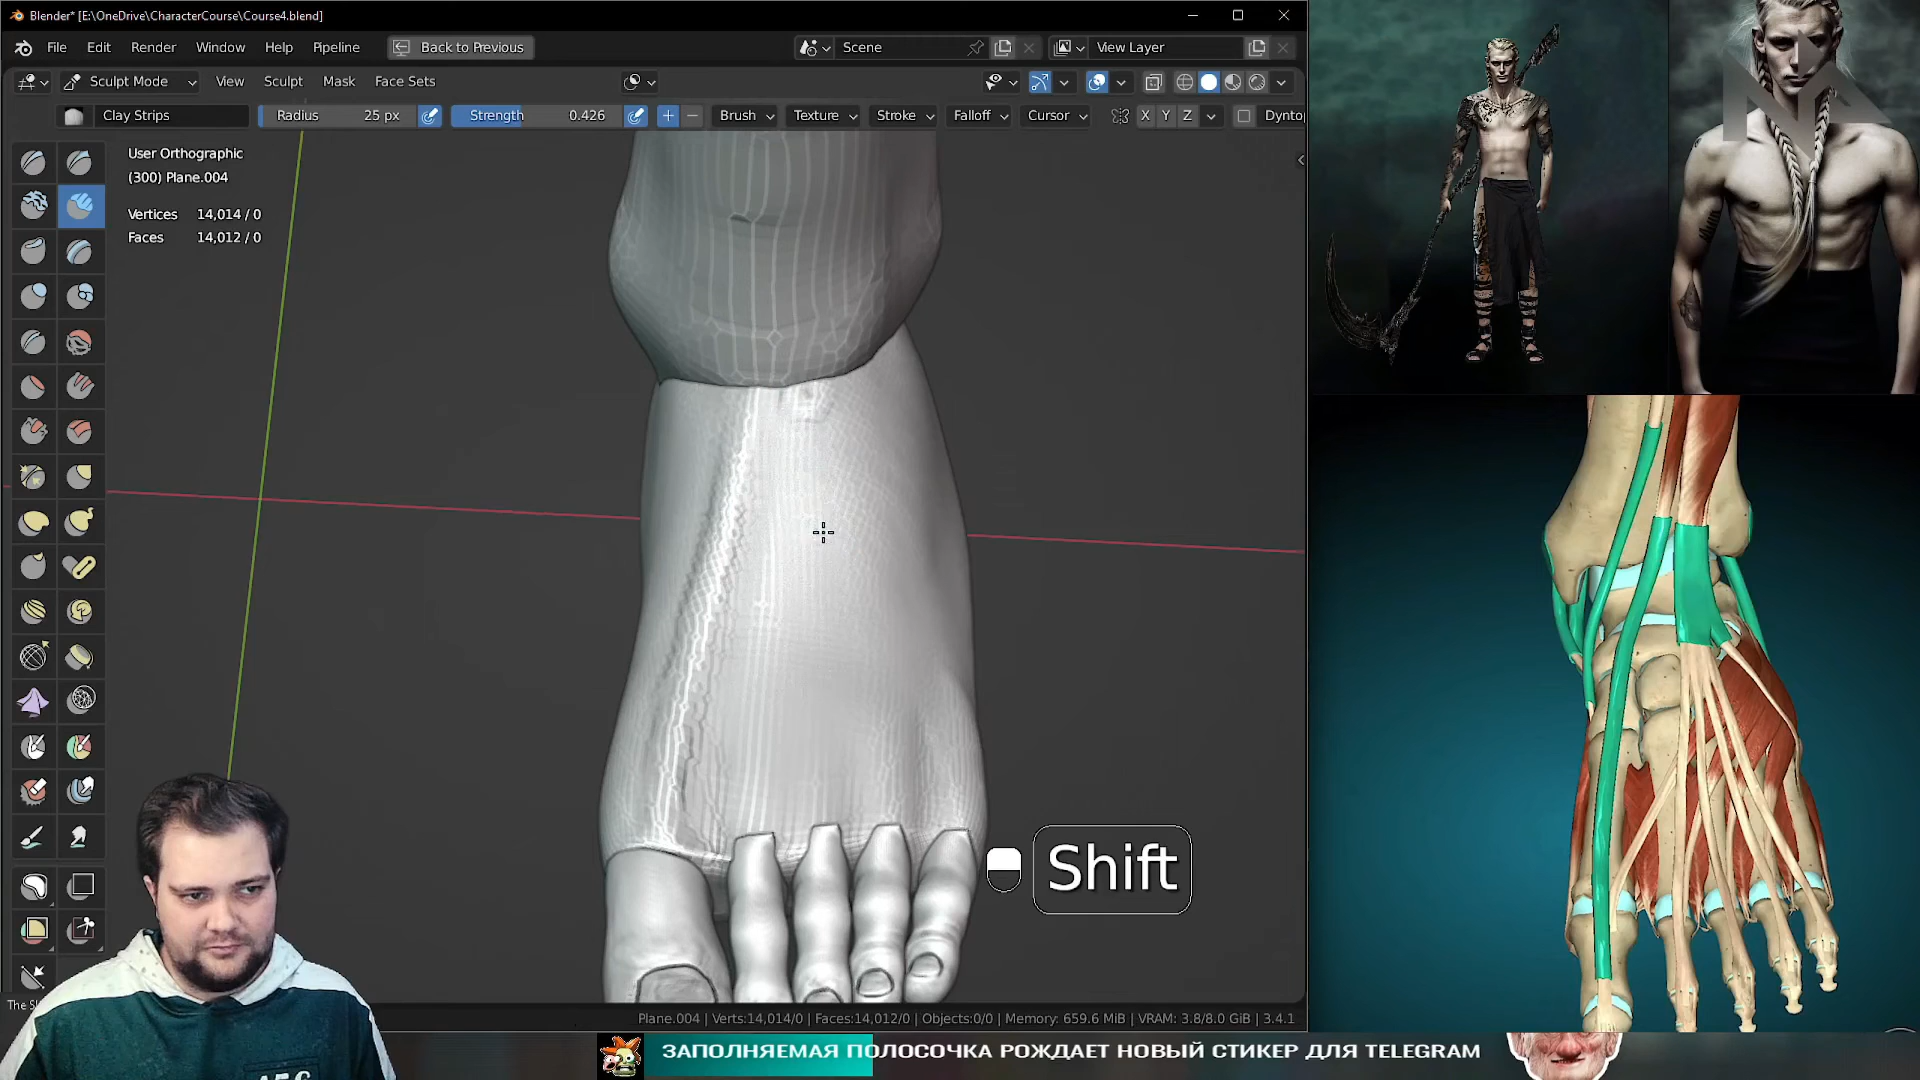 Blender* [E:\OneDrive\CharacterCourse\Course4.blend]
File Edit Render Window Help Pipeline Back to Previous Scene View Layer
Sculpt Mode View Sculpt Mask Face Sets
Clay Strips Radius 25 px Strength 0.426 Brush Texture Stroke Falloff Cursor X Y Z Dynto
User Orthographic
(300) Plane.004
Vertices 14,014 / 0
Faces 14,012 / 0
Shift
The S
Plane.004 | Verts:14,014/0 | Faces:14,012/0 | Objects:0/0 | Memory: 659.6 MiB | VRAM: 3.8/8.0 GiB | 3.4.1
ЗАПОЛНЯЕМАЯ ПОЛОСОЧКА РОЖДАЕТ НОВЫЙ СТИКЕР ДЛЯ TELEGRAM